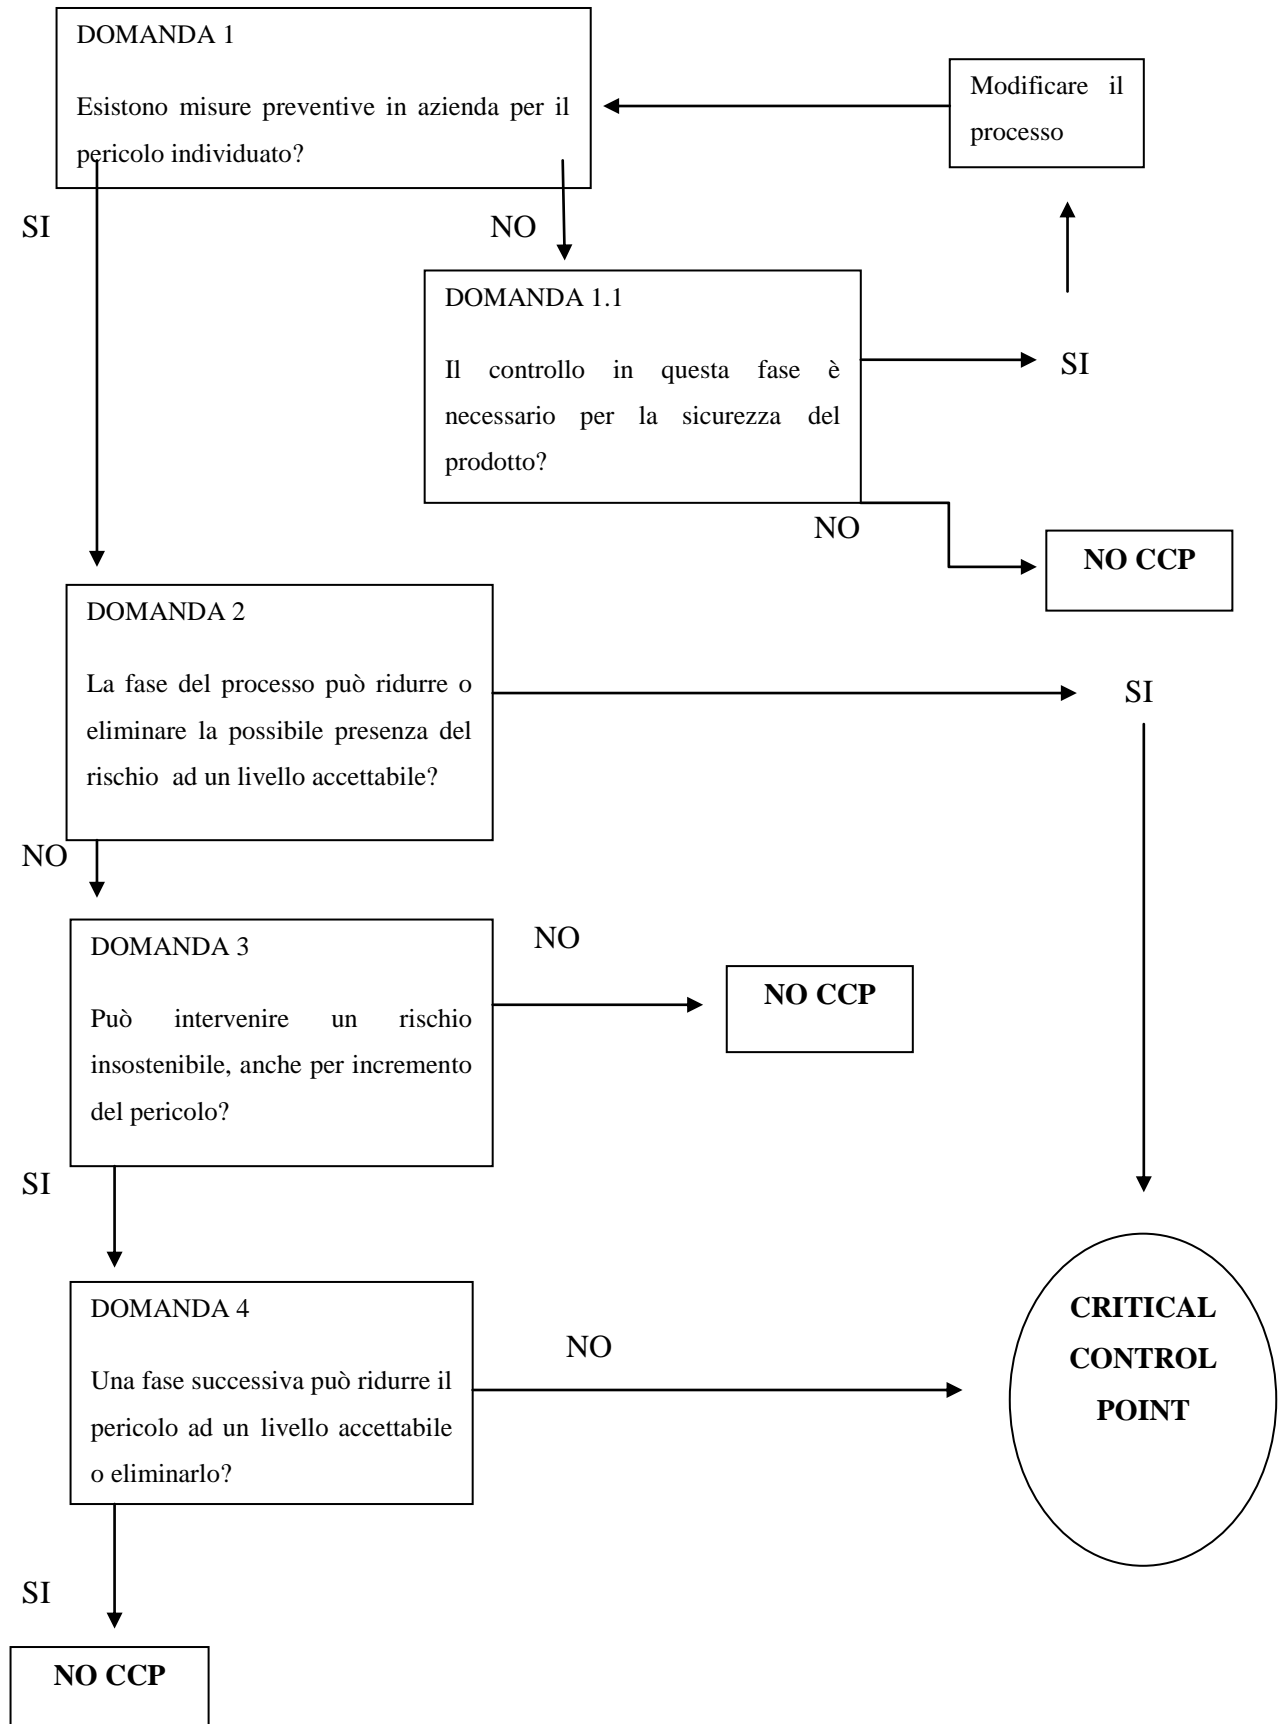 DOMANDA 1
Esistono misure preventive in azienda per il
pericolo individuato?
Modificare il
processo
SI
NO
DOMANDA 1.1
Il controllo in questa fase è
necessario per la sicurezza del
prodotto?
SI
NO
NO CCP
DOMANDA 2
La fase del processo può ridurre o
eliminare la possibile presenza del
rischio ad un livello accettabile?
SI
NO
DOMANDA 3
Può intervenire un rischio
insostenibile, anche per incremento
del pericolo?
NO
NO CCP
SI
DOMANDA 4
Una fase successiva può ridurre il
pericolo ad un livello accettabile
o eliminarlo?
NO
CRITICAL
CONTROL
POINT
SI
NO CCP